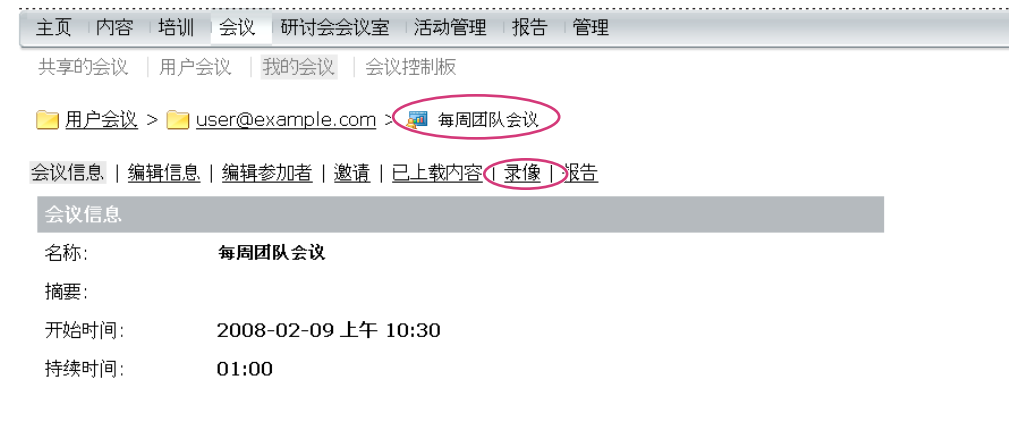 主页 内容 培训 会议 研讨会会议室 活动管理 报告 管理
共享的会议 | 用户会议 | 我的会议 | 会议控制板
用户会议 > user@example.com > 每周团队会议
会议信息 | 编辑信息 | 编辑参加者 | 邀请 | 已上载内容 | 录像 | 报告
会议信息
名称: 每周团队会议
摘要:
开始时间: 2008-02-09 上午 10:30
持续时间: 01:00